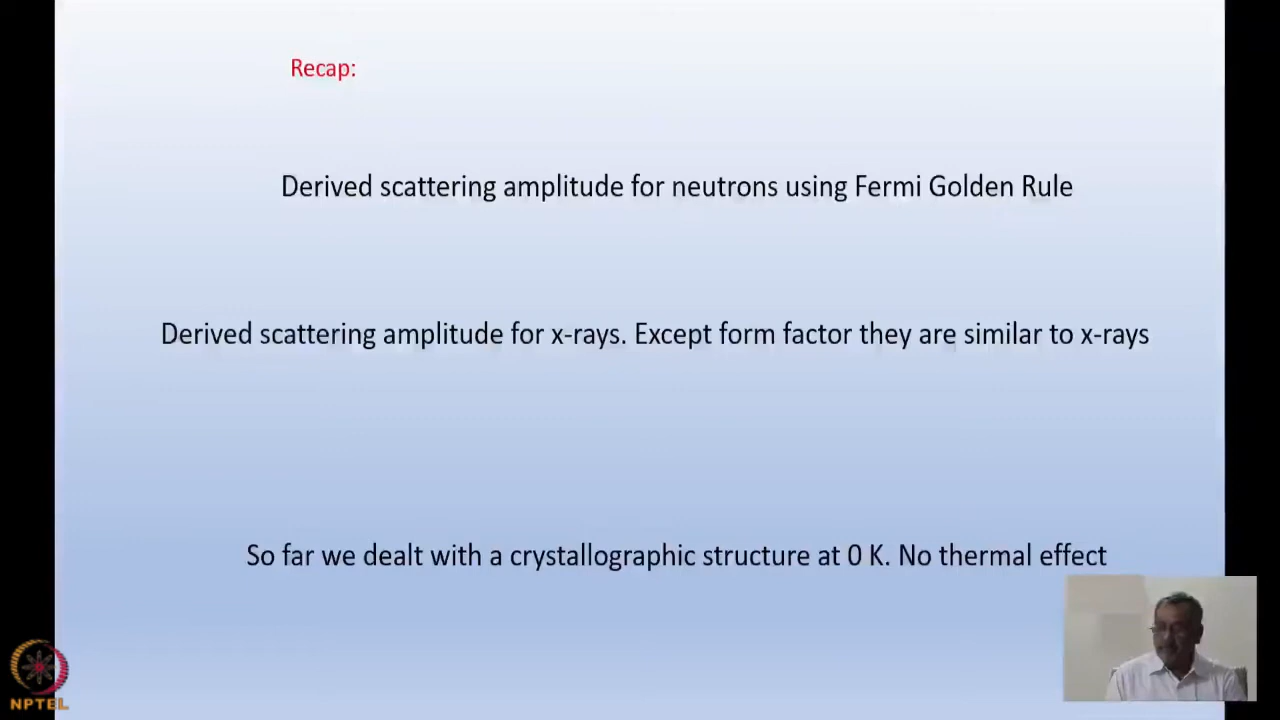 Recap:
Derived scattering amplitude for neutrons using Fermi Golden Rule
Derived scattering amplitude for x-rays. Except form factor they are similar to x-rays
So far we dealt with a crystallographic structure at 0 K. No thermal effect
NPTEL